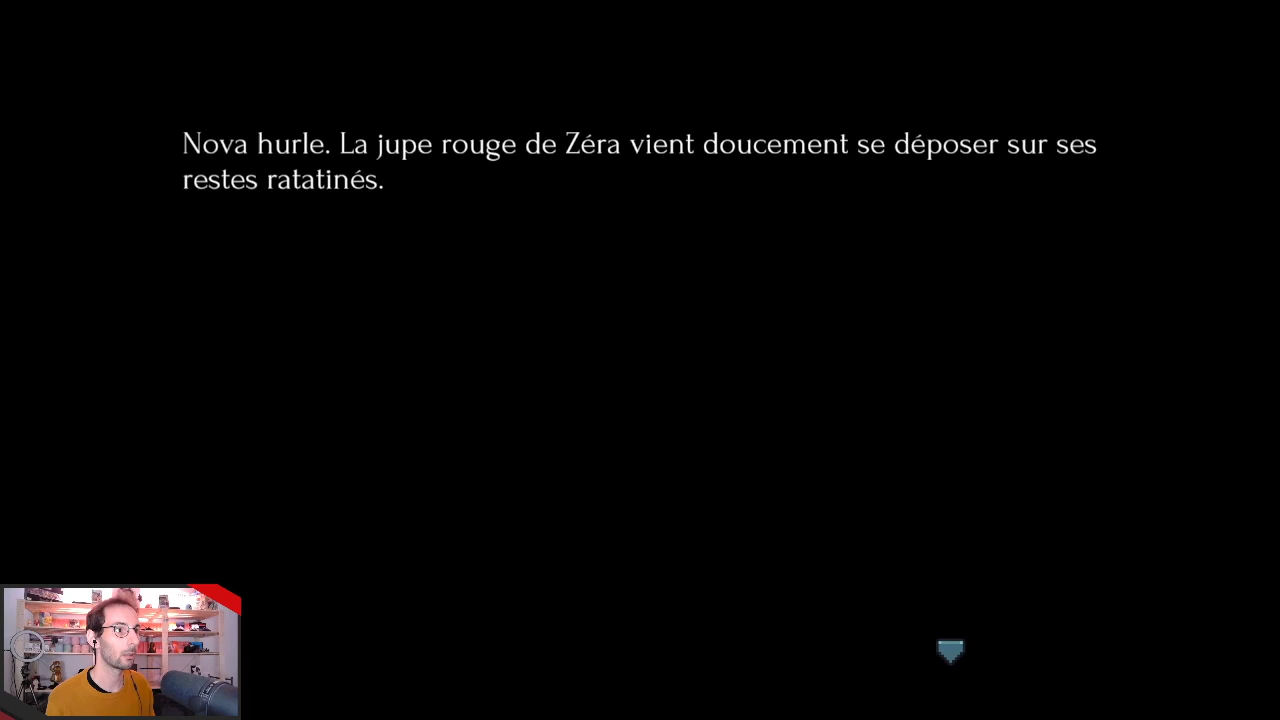 Nova hurle. La jupe rouge de Zéra vient doucement se déposer sur ses
restes ratatinés.